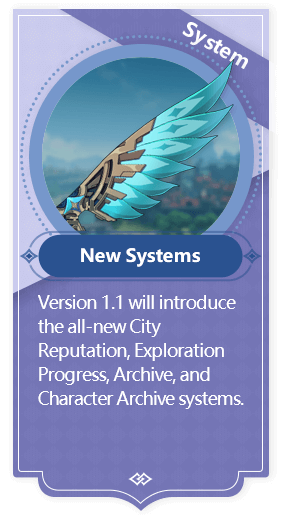 System
New Systems
Version 1.1 will introduce
the all-new City
Reputation, Exploration
Progress, Archive, and
Character Archive systems.